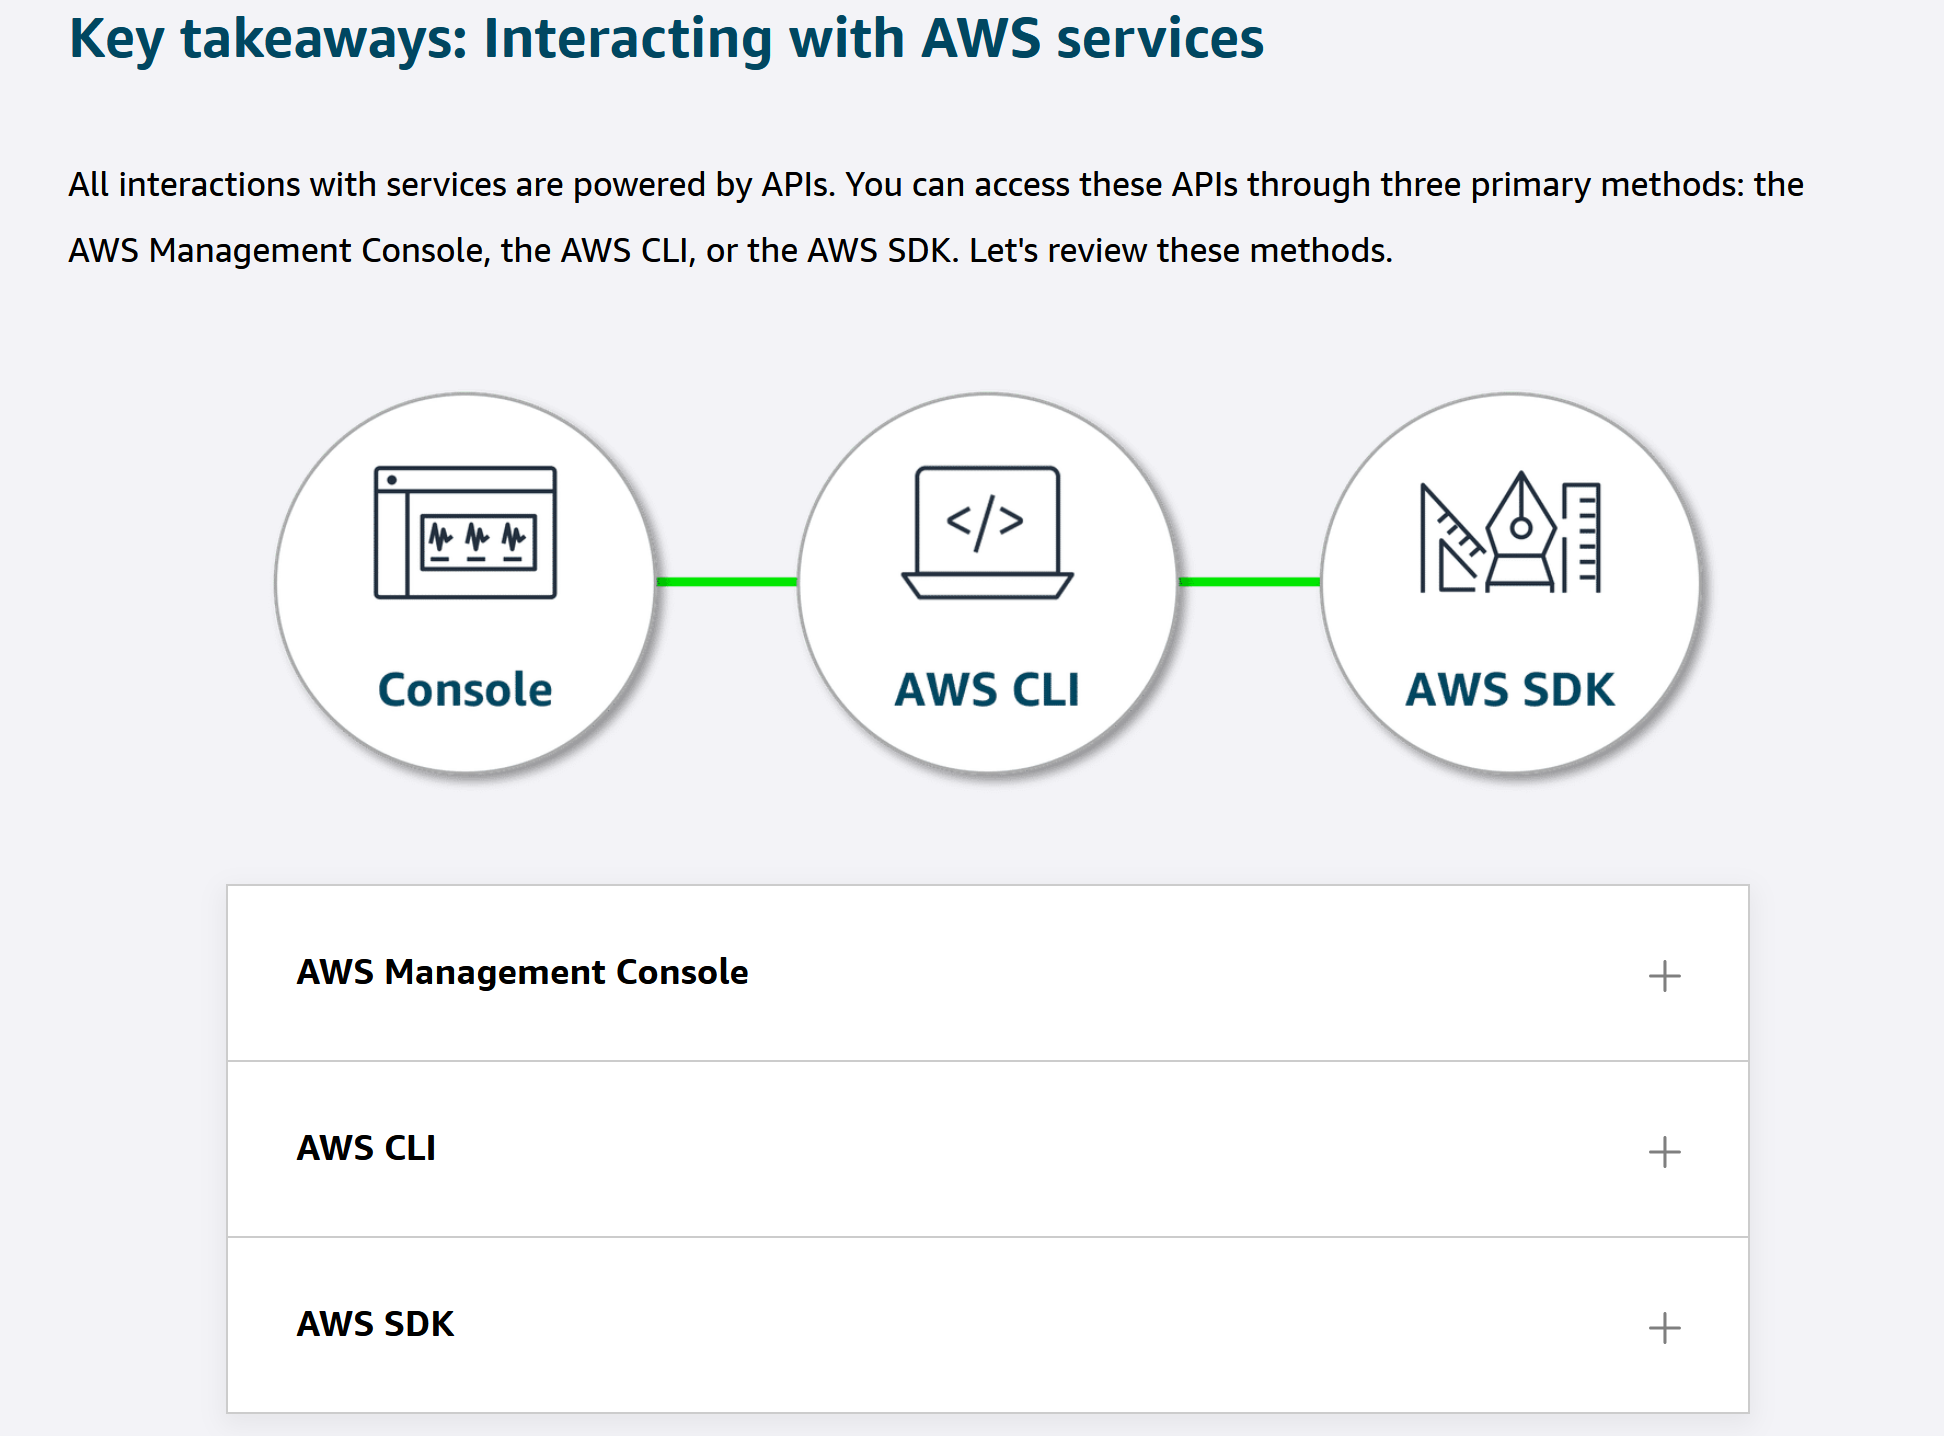 Key takeaways: Interacting with AWS services
All interactions with services are powered by APIs. You can access these APIs through three primary methods: the
AWS Management Console, the AWS CLI, or the AWS SDK. Let's review these methods.
</>
Console
AWS CLI
AWS SDK
AWS Management Console
AWS CLI
AWS SDK